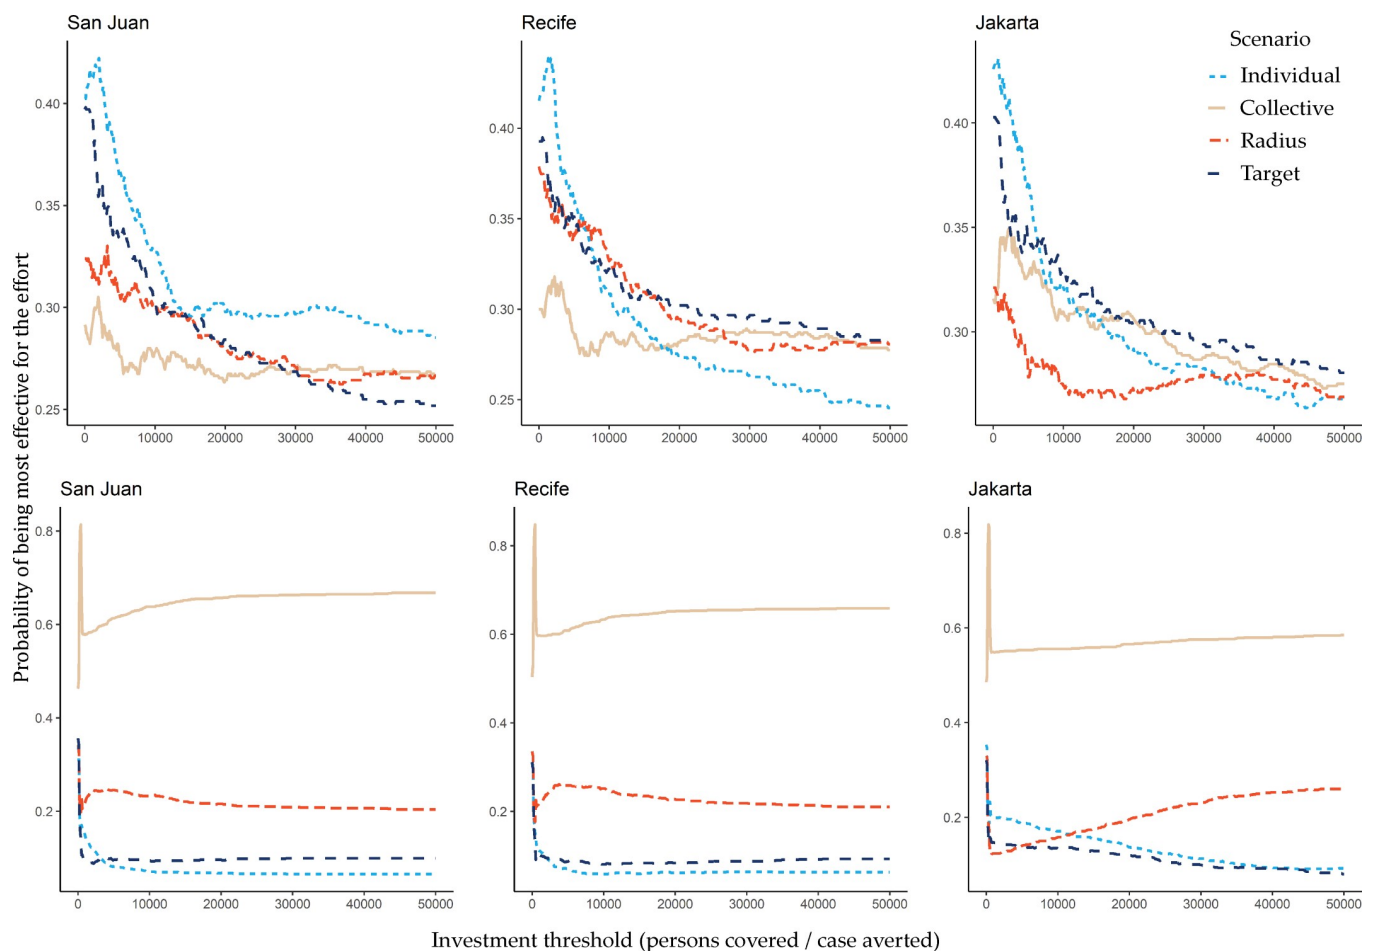 San Juan
Recife
Jakarta
Scenario
Individual
Collective
Radius
Target
0.40
0.35
0.30
0.25
0 10000 20000 30000 40000 50000
0.40
0.35
0.30
0.25
0 10000 20000 30000 40000 50000
0.40
0.35
0.30
0 10000 20000 30000 40000 50000
Probability of being most effective for the effort
San Juan
Recife
Jakarta
0.8
0.6
0.4
0.2
0 10000 20000 30000 40000 50000
0.8
0.6
0.4
0.2
0 10000 20000 30000 40000 50000
0.8
0.6
0.4
0.2
0 10000 20000 30000 40000 50000
Investment threshold (persons covered / case averted)